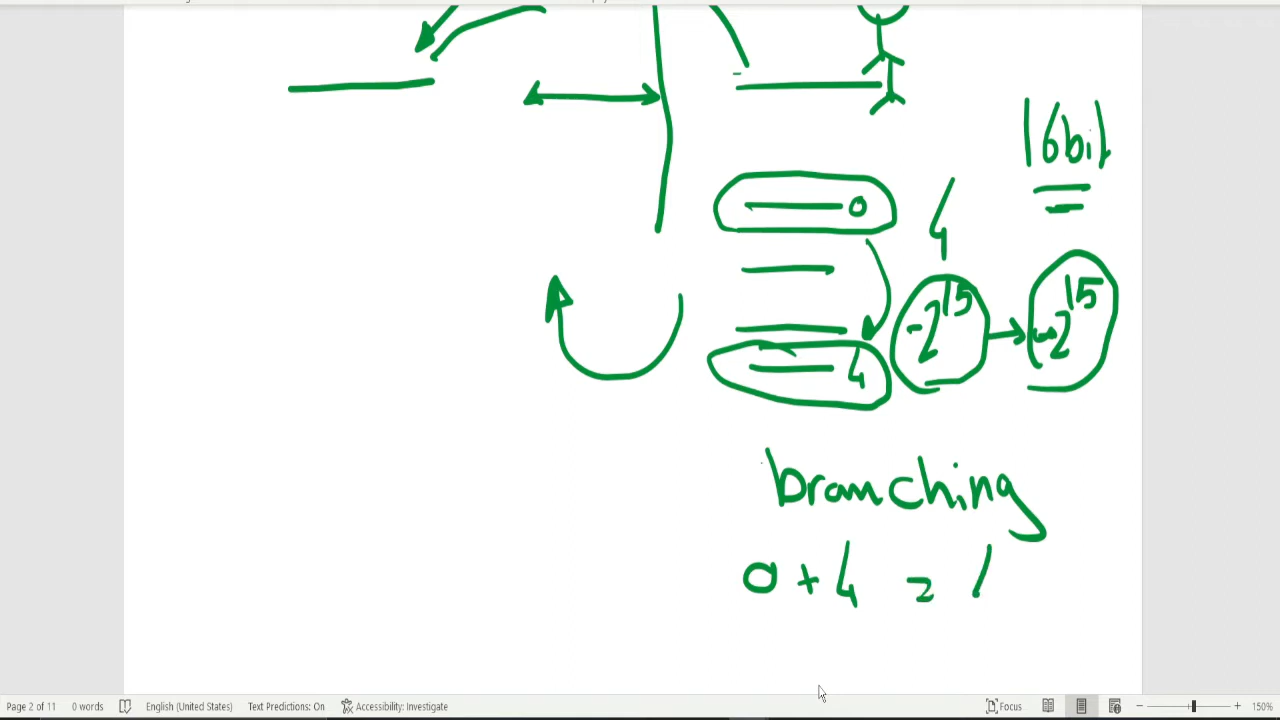 16bit
0
4
-2^15 → 2^15
4
branching
0 + 4 =
Page 2 of 11 0 words English (United States) Text Predictions: On Accessibility: Investigate Focus 150%